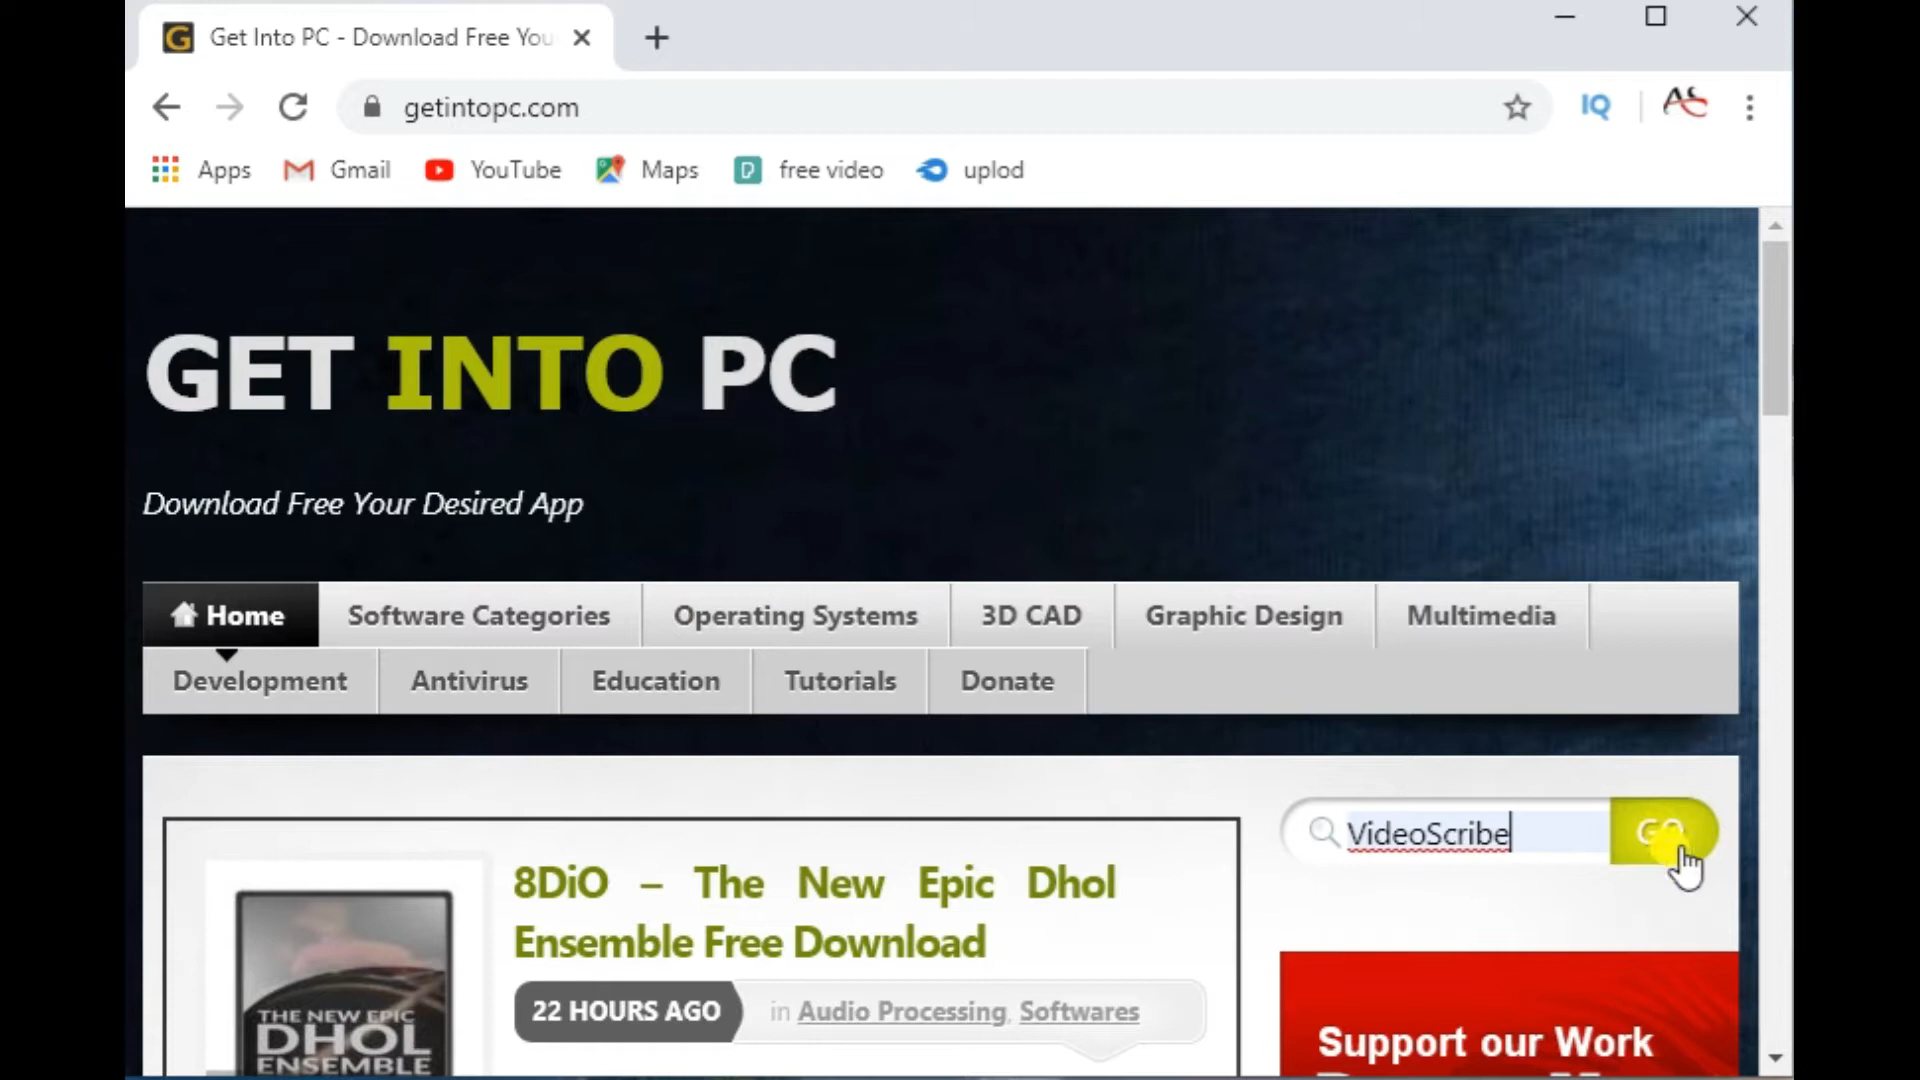 Get Into PC - Download Free You
getintopc.com
IQ
Apps Gmail YouTube Maps free video uplod
GET INTO PC
Download Free Your Desired App
Home Software Categories Operating Systems 3D CAD Graphic Design Multimedia
Development Antivirus Education Tutorials Donate
VideoScribe GO
8DiO – The New Epic Dhol
Ensemble Free Download
22 HOURS AGO in Audio Processing, Softwares
THE NEW EPIC
DHOL
ENSEMBLE
Support our Work